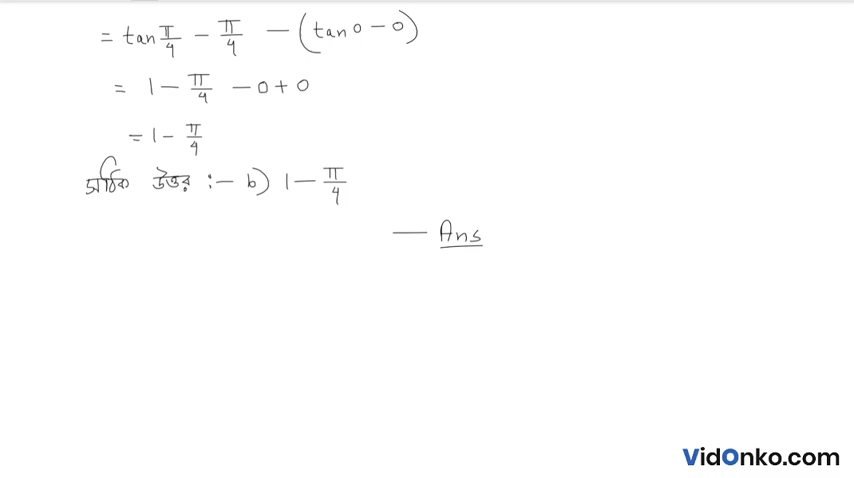 = tan π/4 − π/4 − (tan 0 − 0)
= 1 − π/4 − 0 + 0
= 1 − π/4
সঠিক উত্তর :− b) 1 − π/4
— Ans
VidOnko.com